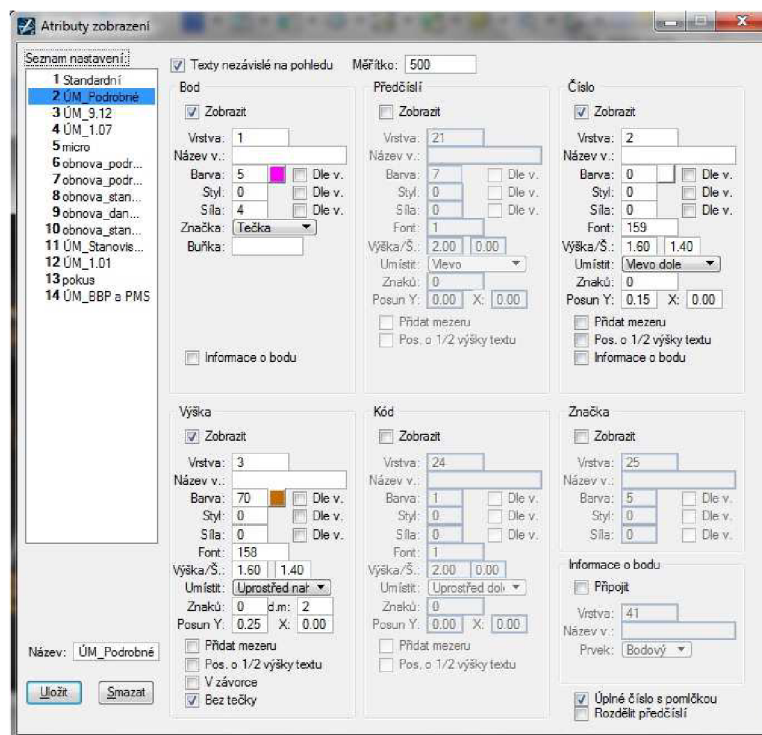 Atributy zobrazení
Seznam nastavení:
1 Standardní
2 ÚM_Podrobné
3 ÚM_9.12
4 ÚM_1.07
5 micro
6 obnova_podr...
7 obnova_podr...
8 obnova_stan...
9 obnova_dan...
10 obnova_stan...
11 ÚM_Stanovis...
12 ÚM_1.01
13 pokus
14 ÚM_BBP a PMS
Název: ÚM_Podrobné
Uložit Smazat
Texty nezávislé na pohledu Měřítko: 500
Bod
Zobrazit
Vrstva: 1
Název v.:
Barva: 5 Dle v.
Styl: 0 Dle v.
Síla: 4 Dle v.
Značka: Tečka
Buňka:
Informace o bodu
Předčíslí
Zobrazit
Vrstva: 21
Název v.:
Barva: 7 Dle v.
Styl: 0 Dle v.
Síla: 0 Dle v.
Font: 1
Výška/Š.: 2.00 0.00
Umístit: Vlevo
Znaků: 0
Posun Y: 0.00 X: 0.00
Přidat mezeru
Pos. o 1/2 výšky textu
Číslo
Zobrazit
Vrstva: 2
Název v.:
Barva: 0 Dle v.
Styl: 0 Dle v.
Síla: 0 Dle v.
Font: 159
Výška/Š.: 1.60 1.40
Umístit: Vlevo dole
Znaků: 0
Posun Y: 0.15 X: 0.00
Přidat mezeru
Pos. o 1/2 výšky textu
Informace o bodu
Výška
Zobrazit
Vrstva: 3
Název v.:
Barva: 70 Dle v.
Styl: 0 Dle v.
Síla: 0 Dle v.
Font: 158
Výška/Š.: 1.60 1.40
Umístit: Uprostřed nah
Znaků: 0 d.m: 2
Posun Y: 0.25 X: 0.00
Přidat mezeru
Pos. o 1/2 výšky textu
V závorce
Bez tečky
Kód
Zobrazit
Vrstva: 24
Název v.:
Barva: 1 Dle v.
Styl: 0 Dle v.
Síla: 0 Dle v.
Font: 1
Výška/Š.: 2.00 0.00
Umístit: Uprostřed dol
Znaků: 0
Posun Y: 0.00 X: 0.00
Přidat mezeru
Pos. o 1/2 výšky textu
Značka
Zobrazit
Vrstva: 25
Název v.:
Barva: 5 Dle v.
Styl: 0 Dle v.
Síla: 0 Dle v.
Informace o bodu
Připojit
Vrstva: 41
Název v.:
Prvek: Bodový
Úplné číslo s pomlčkou
Rozdělit předčíslí